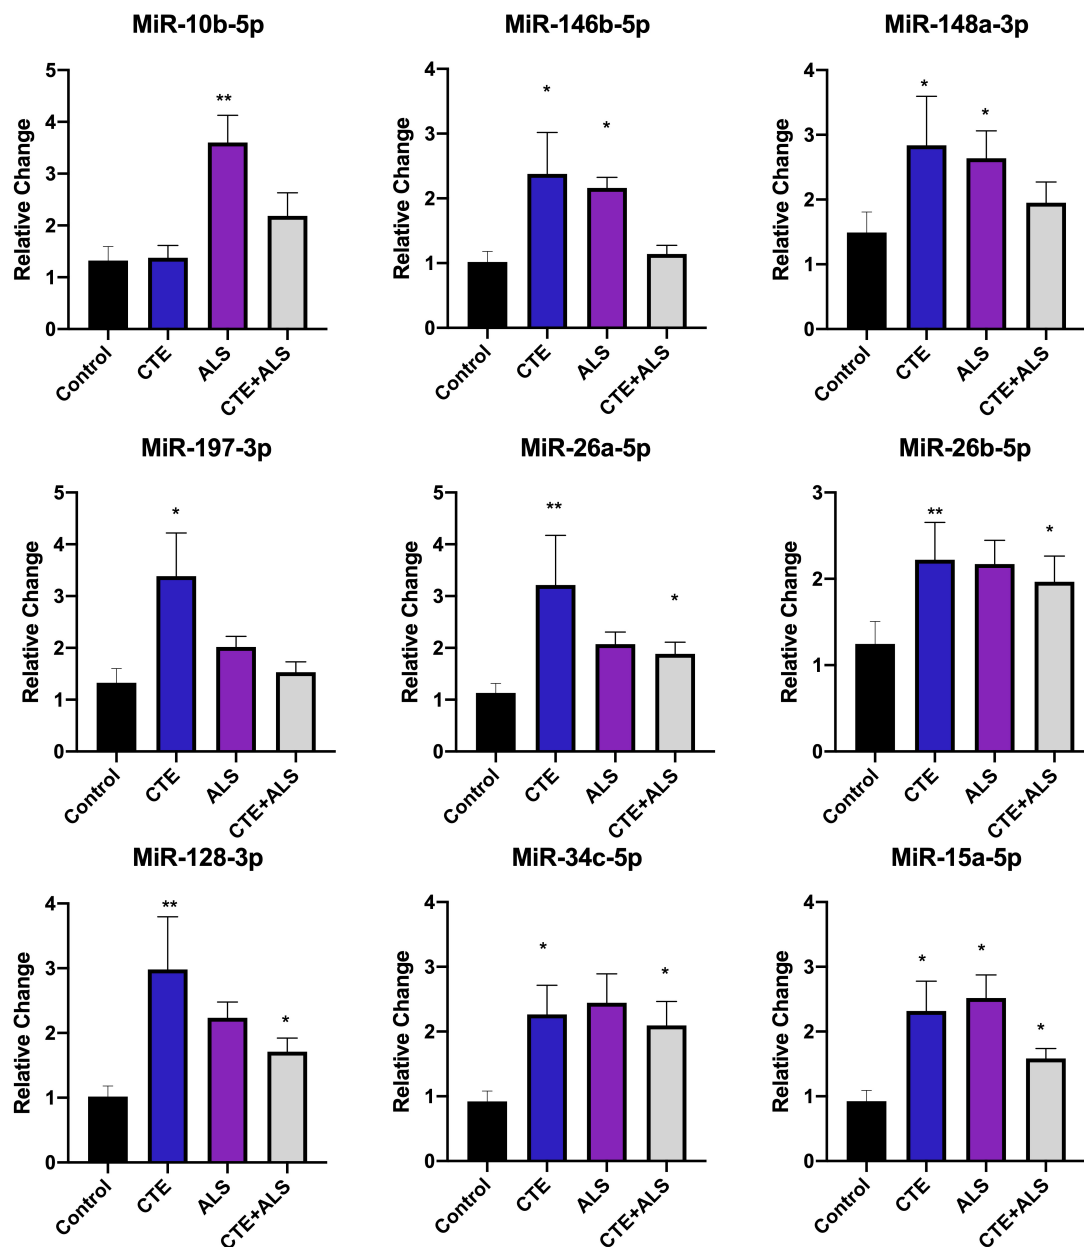 MiR-10b-5p
Relative Change
5
4
3
2
1
0
**
Control
CTE
ALS
CTE+ALS
MiR-146b-5p
Relative Change
4
3
2
1
0
*
*
Control
CTE
ALS
CTE+ALS
MiR-148a-3p
Relative Change
4
3
2
1
0
*
*
Control
CTE
ALS
CTE+ALS
MiR-197-3p
Relative Change
5
4
3
2
1
0
*
Control
CTE
ALS
CTE+ALS
MiR-26a-5p
Relative Change
5
4
3
2
1
0
**
*
Control
CTE
ALS
CTE+ALS
MiR-26b-5p
Relative Change
3
2
1
0
**
*
Control
CTE
ALS
CTE+ALS
MiR-128-3p
Relative Change
4
3
2
1
0
**
*
Control
CTE
ALS
CTE+ALS
MiR-34c-5p
Relative Change
4
3
2
1
0
*
*
Control
CTE
ALS
CTE+ALS
MiR-15a-5p
Relative Change
4
3
2
1
0
*
*
*
Control
CTE
ALS
CTE+ALS